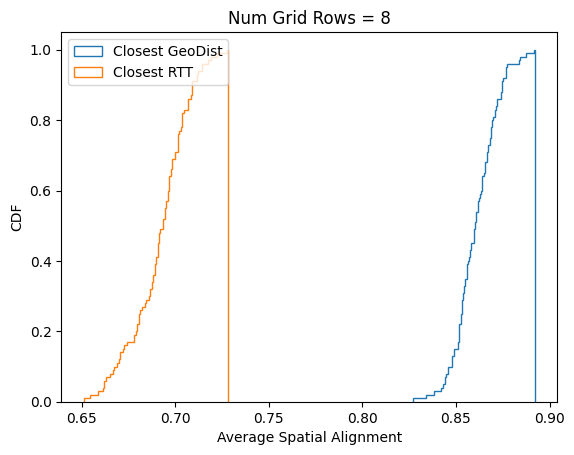 Num Grid Rows = 8
Closest GeoDist
Closest RTT
1.0
0.8
0.6
0.4
0.2
0.0
CDF
0.65 0.70 0.75 0.80 0.85 0.90
Average Spatial Alignment